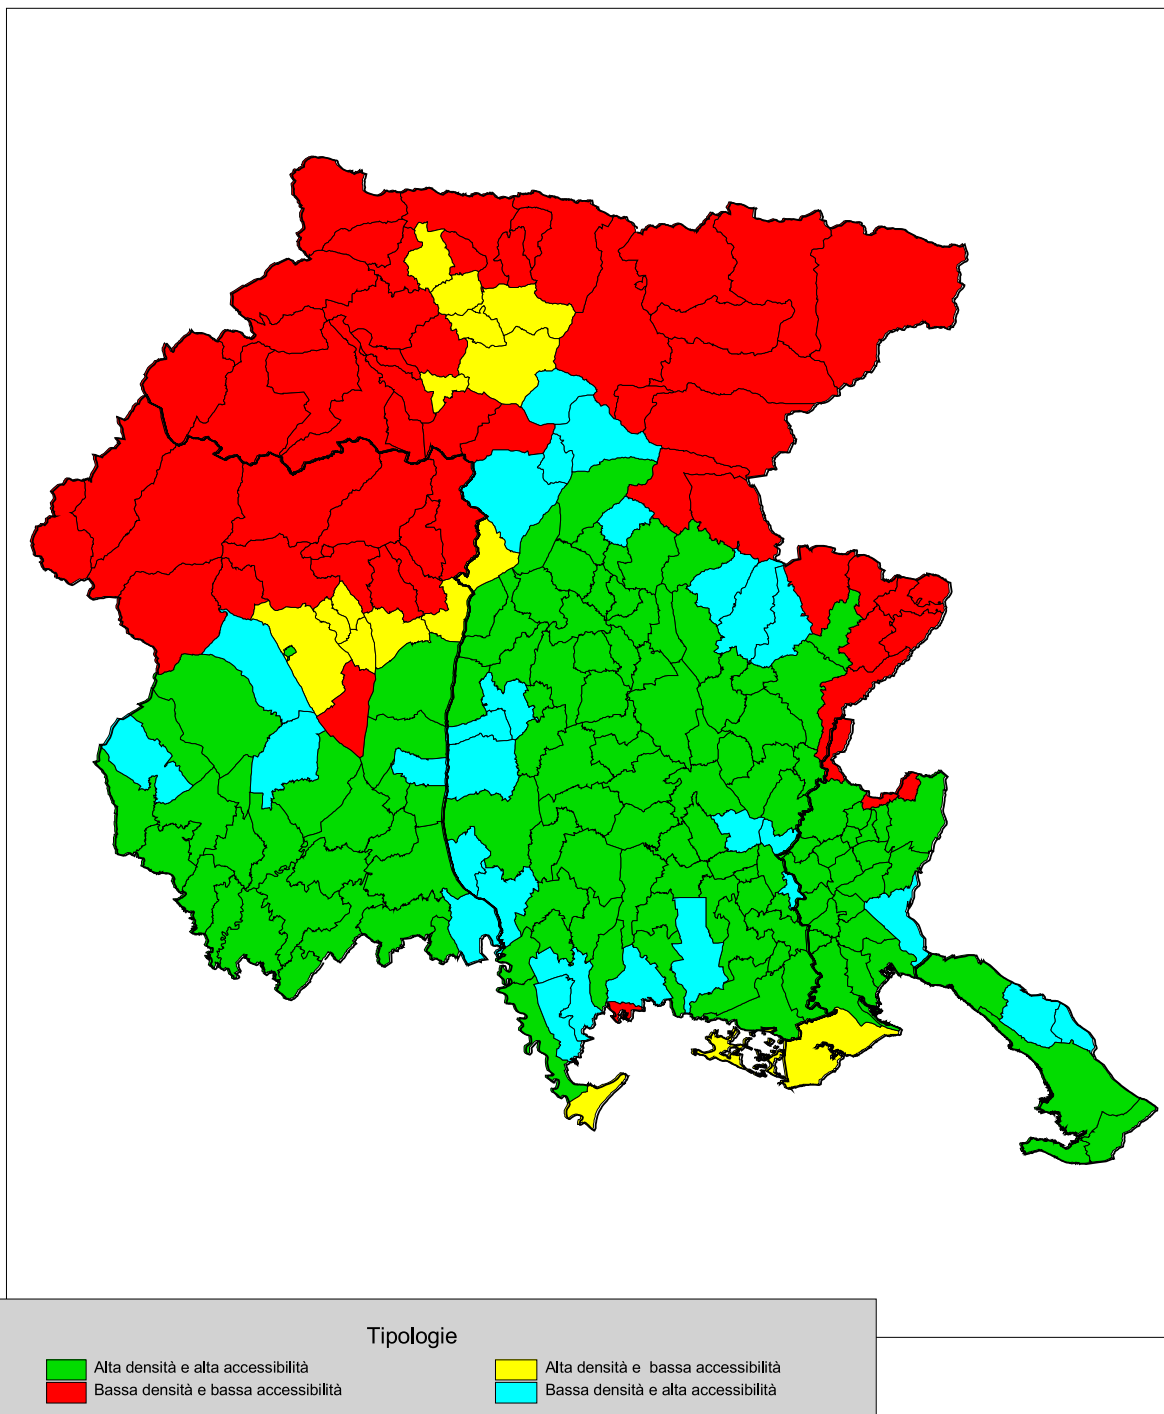 Tipologie
Alta densità e alta accessibilità
Alta densità e bassa accessibilità
Bassa densità e bassa accessibilità
Bassa densità e alta accessibilità